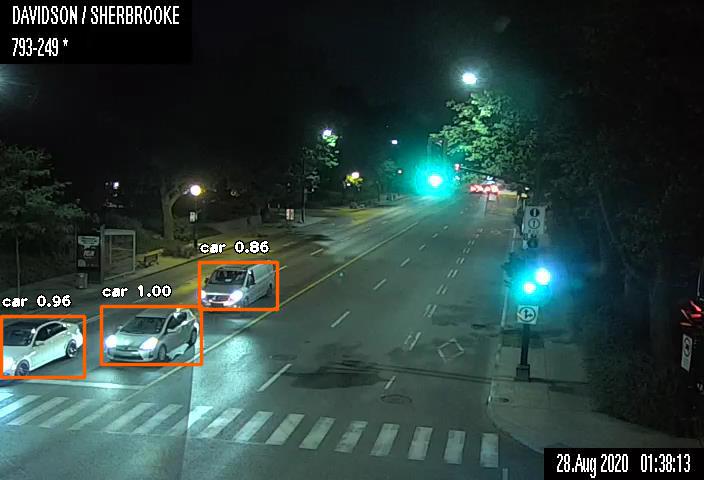 DAVIDSON / SHERBROOKE
793-249 *
car 0.86
car 0.96
car 1.00
28.Aug 2020 01:38:13